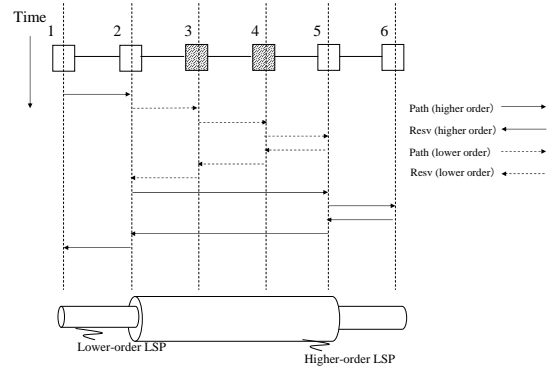 Time
1 2 3 4 5 6
Path (higher order)
Resv (higher order)
Path (lower order)
Resv (lower order)
Lower-order LSP
Higher-order LSP